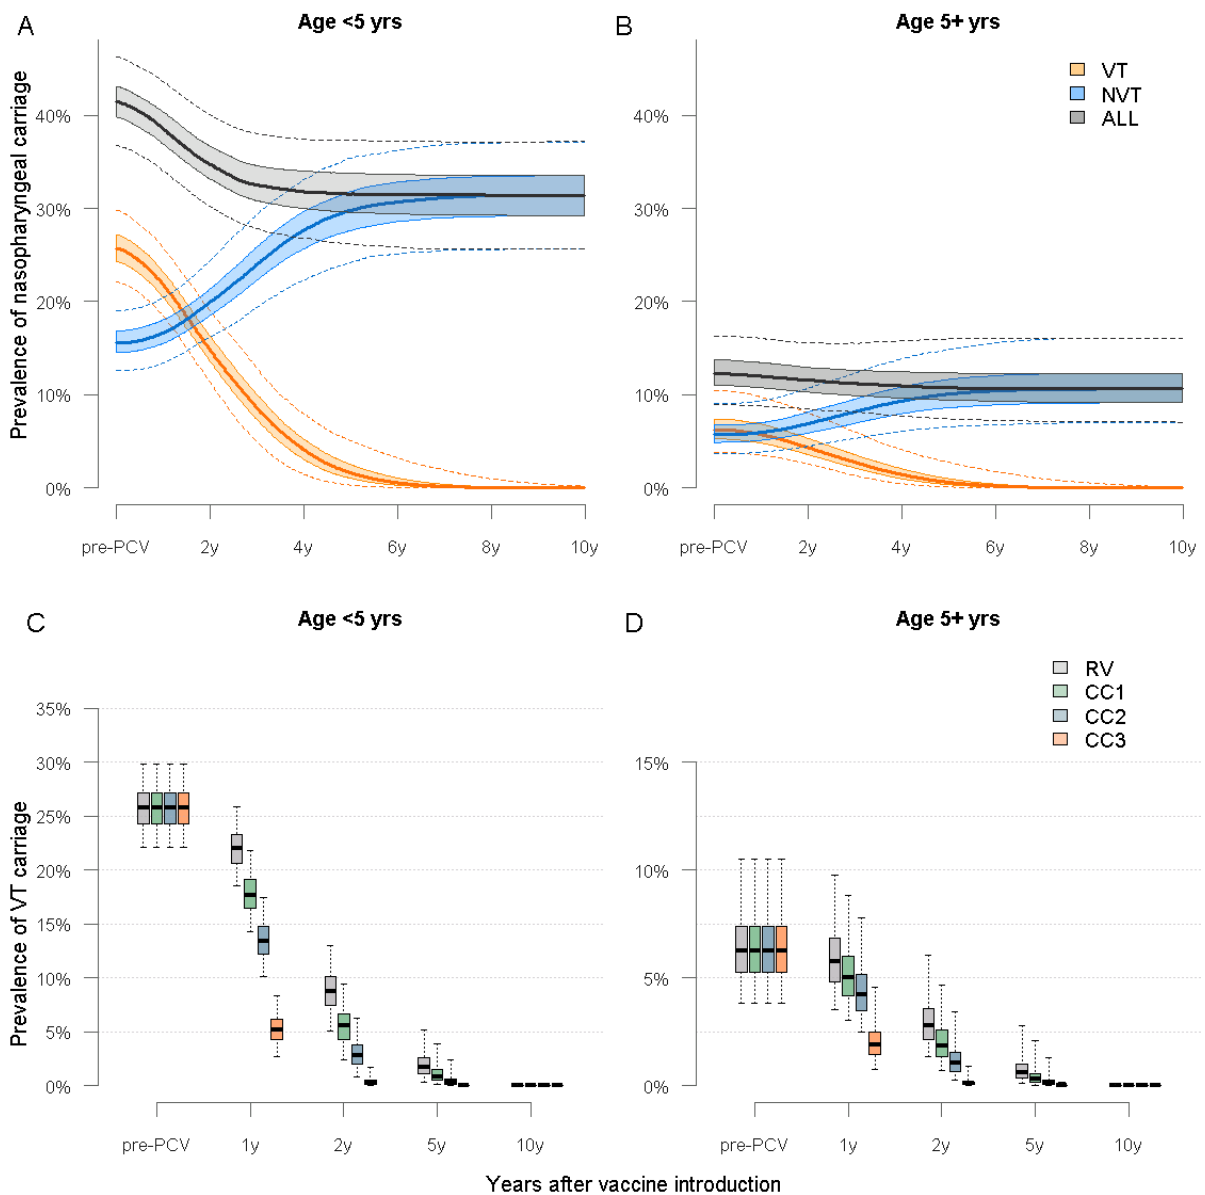 A
Age <5 yrs
B
Age 5+ yrs
Prevalence of nasopharyngeal carriage
40%
30%
20%
10%
0%
pre-PCV
2y
4y
6y
8y
10y
VT
NVT
ALL
40%
30%
20%
10%
0%
pre-PCV
2y
4y
6y
8y
10y
C
Age <5 yrs
D
Age 5+ yrs
Prevalence of VT carriage
35%
30%
25%
20%
15%
10%
5%
0%
pre-PCV
1y
2y
5y
10y
RV
CC1
CC2
CC3
15%
10%
5%
0%
pre-PCV
1y
2y
5y
10y
Years after vaccine introduction